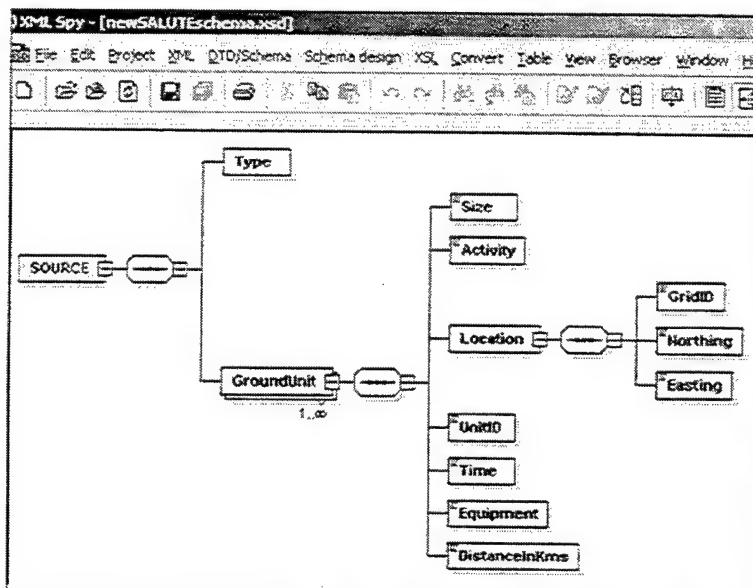 XML Spy - [newSALUTEschema.xsd]
File Edit Project XML DTD/Schema Schema design XSL Convert Table View Browser Window
Type
Size
Activity
SOURCE
GridID
Location
Northing
GroundUnit
Easting
1..∞
UnitID
Time
Equipment
DistanceInKms